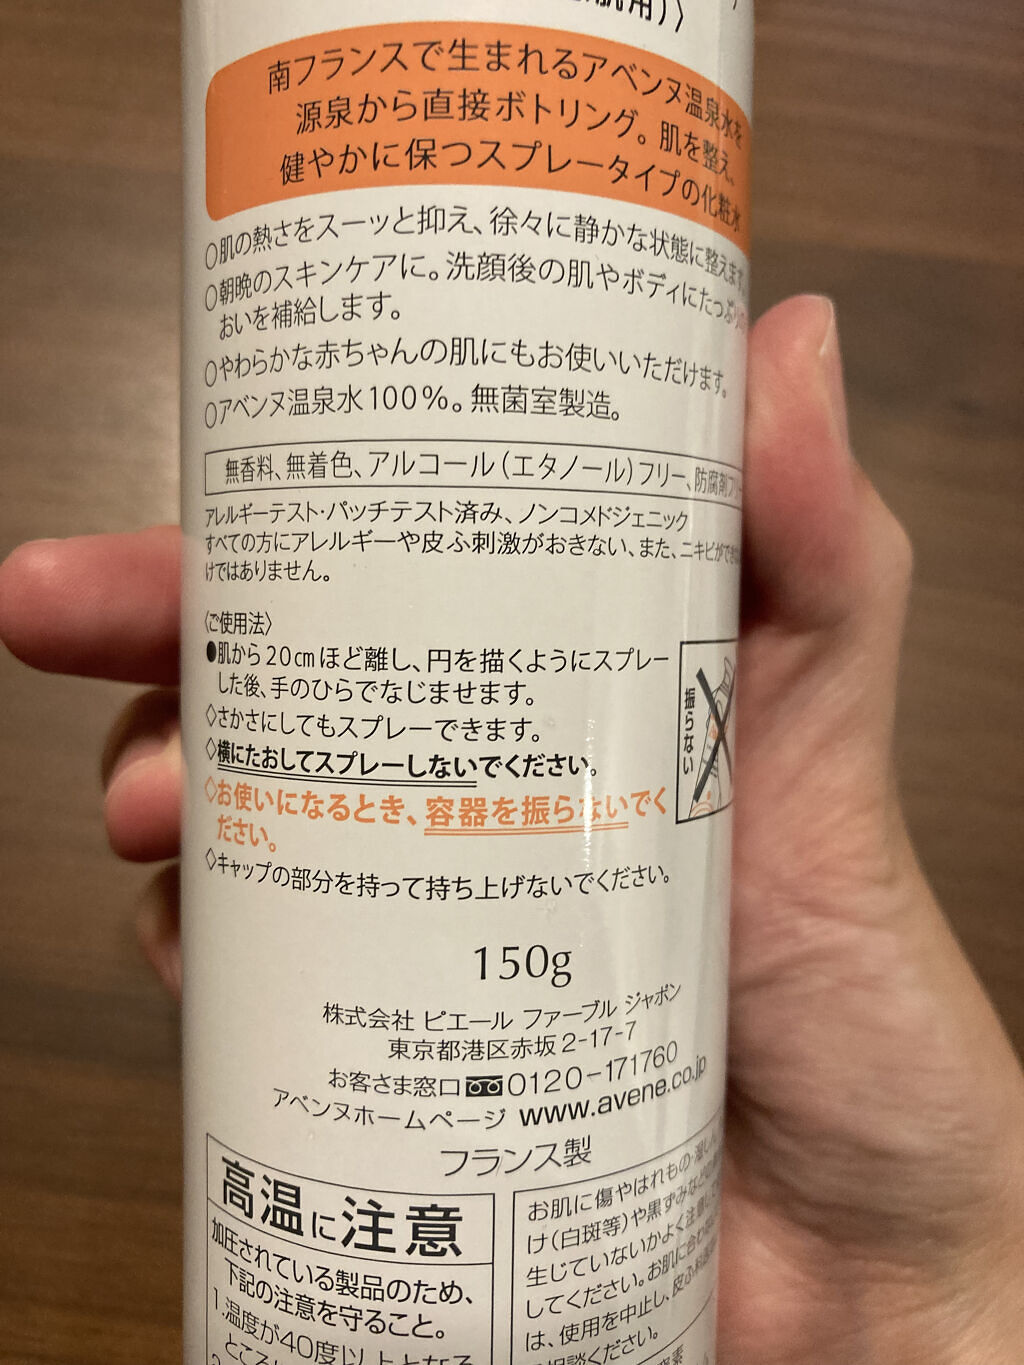 肌用)〉
南フランスで生まれるアベンヌ温泉水を
源泉から直接ボトリング。肌を整え、
健やかに保つスプレータイプの化粧水
○肌の熱さをスーッと抑え、徐々に静かな状態に整えます
○朝晩のスキンケアに。洗顔後の肌やボディにたっぷり
おいを補給します。
○やわらかな赤ちゃんの肌にもお使いいただけます。
○アベンヌ温泉水100%。無菌室製造。
無香料、無着色、アルコール(エタノール)フリー、防腐剤フリー
アレルギーテスト・パッチテスト済み、ノンコメドジェニック
すべての方にアレルギーや皮ふ刺激がおきない、また、ニキビができ
けではありません。
〈ご使用法〉
●肌から20cmほど離し、円を描くようにスプレー
した後、手のひらでなじませます。
◇さかさにしてもスプレーできます。
◇横にたおしてスプレーしないでください。
◇お使いになるとき、容器を振らないでく
ださい。
振らない
◇キャップの部分を持って持ち上げないでください。
150g
株式会社 ピエール ファーブル ジャポン
東京都港区赤坂2-17-7
お客さま窓口 0120-171760
アベンヌホームページ www.avene.co.jp
フランス製
高温に注意
加圧されている製品のため、
下記の注意を守ること。
1.温度が40度以上となる
お肌に傷やはれもの・湿しん
け(白斑等)や黒ずみなどの
生じていないかよく注意して
してください。お肌に合わ
は、使用を中止し、皮ふ科
ください。